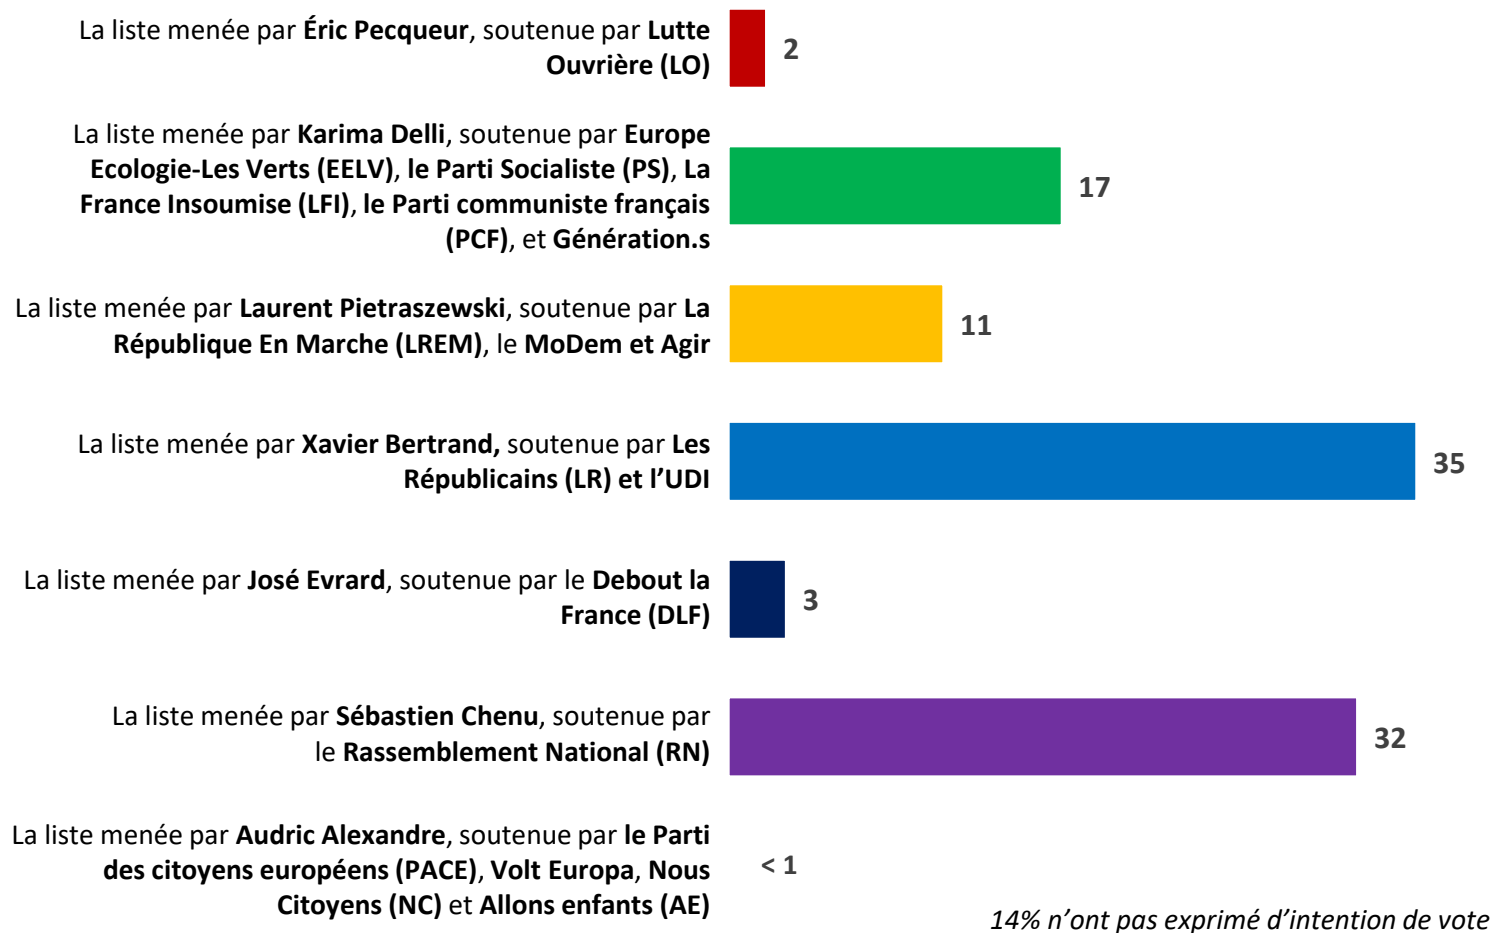 La liste menée par Éric Pecqueur, soutenue par Lutte
Ouvrière (LO)
2
La liste menée par Karima Delli, soutenue par Europe
Ecologie-Les Verts (EELV), le Parti Socialiste (PS), La
France Insoumise (LFI), le Parti communiste français
(PCF), et Génération.s
17
La liste menée par Laurent Pietraszewski, soutenue par La
République En Marche (LREM), le MoDem et Agir
11
La liste menée par Xavier Bertrand, soutenue par Les
Républicains (LR) et l’UDI
35
La liste menée par José Evrard, soutenue par le Debout la
France (DLF)
3
La liste menée par Sébastien Chenu, soutenue par
le Rassemblement National (RN)
32
La liste menée par Audric Alexandre, soutenue par le Parti
des citoyens européens (PACE), Volt Europa, Nous
Citoyens (NC) et Allons enfants (AE)
< 1
14% n’ont pas exprimé d’intention de vote